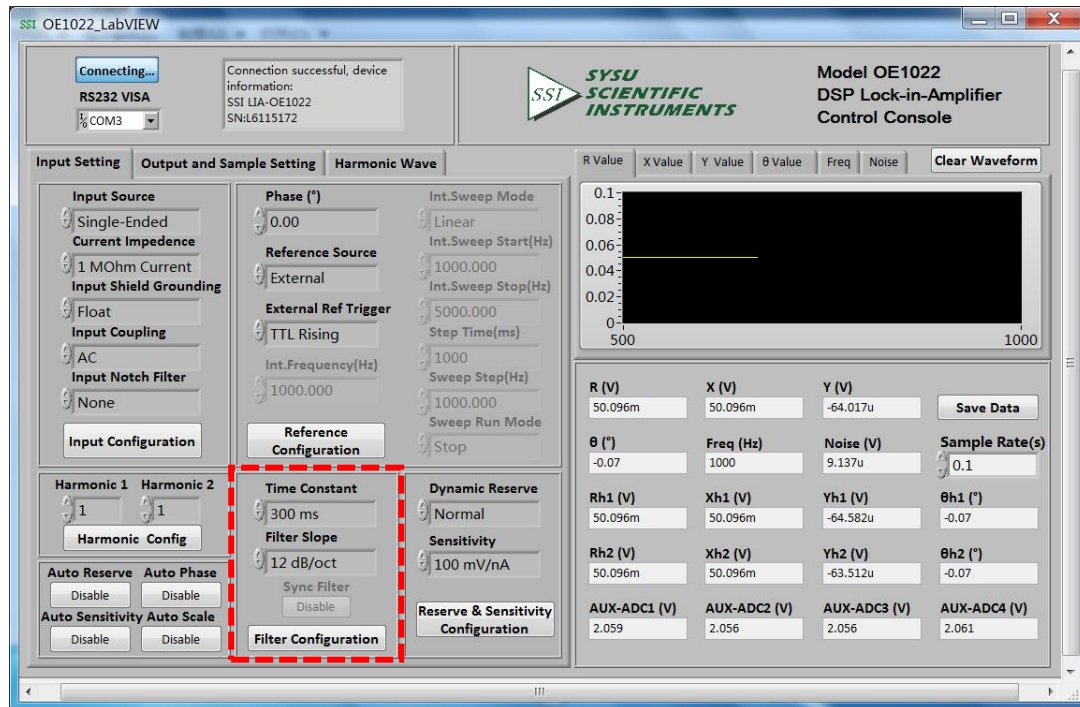 SSI OE1022_LabVIEW
Connecting...
RS232 VISA
COM3
Connection successful, device
information:
SSI LIA-OE1022
SN:L6115172
SSI
SYSU
SCIENTIFIC
INSTRUMENTS
Model OE1022
DSP Lock-in-Amplifier
Control Console
Input Setting
Output and Sample Setting
Harmonic Wave
Input Source
Single-Ended
Current Impedence
1 MOhm Current
Input Shield Grounding
Float
Input Coupling
AC
Input Notch Filter
None
Input Configuration
Phase (°)
0.00
Reference Source
External
External Ref Trigger
TTL Rising
Int.Frequency(Hz)
1000.000
Reference
Configuration
Int.Sweep Mode
Linear
Int.Sweep Start(Hz)
1000.000
Int.Sweep Stop(Hz)
5000.000
Step Time(ms)
1000
Sweep Step(Hz)
1000.000
Sweep Run Mode
Stop
Harmonic 1 Harmonic 2
1 1
Harmonic Config
Auto Reserve Auto Phase
Disable Disable
Auto Sensitivity Auto Scale
Disable Disable
Time Constant
300 ms
Filter Slope
12 dB/oct
Sync Filter
Disable
Filter Configuration
Dynamic Reserve
Normal
Sensitivity
100 mV/nA
Reserve & Sensitivity
Configuration
R Value X Value Y Value θ Value Freq Noise Clear Waveform
0.1
0.08
0.06
0.04
0.02
0
500 1000
R (V) X (V) Y (V)
50.096m 50.096m -64.017u Save Data
θ (°) Freq (Hz) Noise (V) Sample Rate(s)
-0.07 1000 9.137u 0.1
Rh1 (V) Xh1 (V) Yh1 (V) θh1 (°)
50.096m 50.096m -64.582u -0.07
Rh2 (V) Xh2 (V) Yh2 (V) θh2 (°)
50.096m 50.096m -63.512u -0.07
AUX-ADC1 (V) AUX-ADC2 (V) AUX-ADC3 (V) AUX-ADC4 (V)
2.059 2.056 2.056 2.061